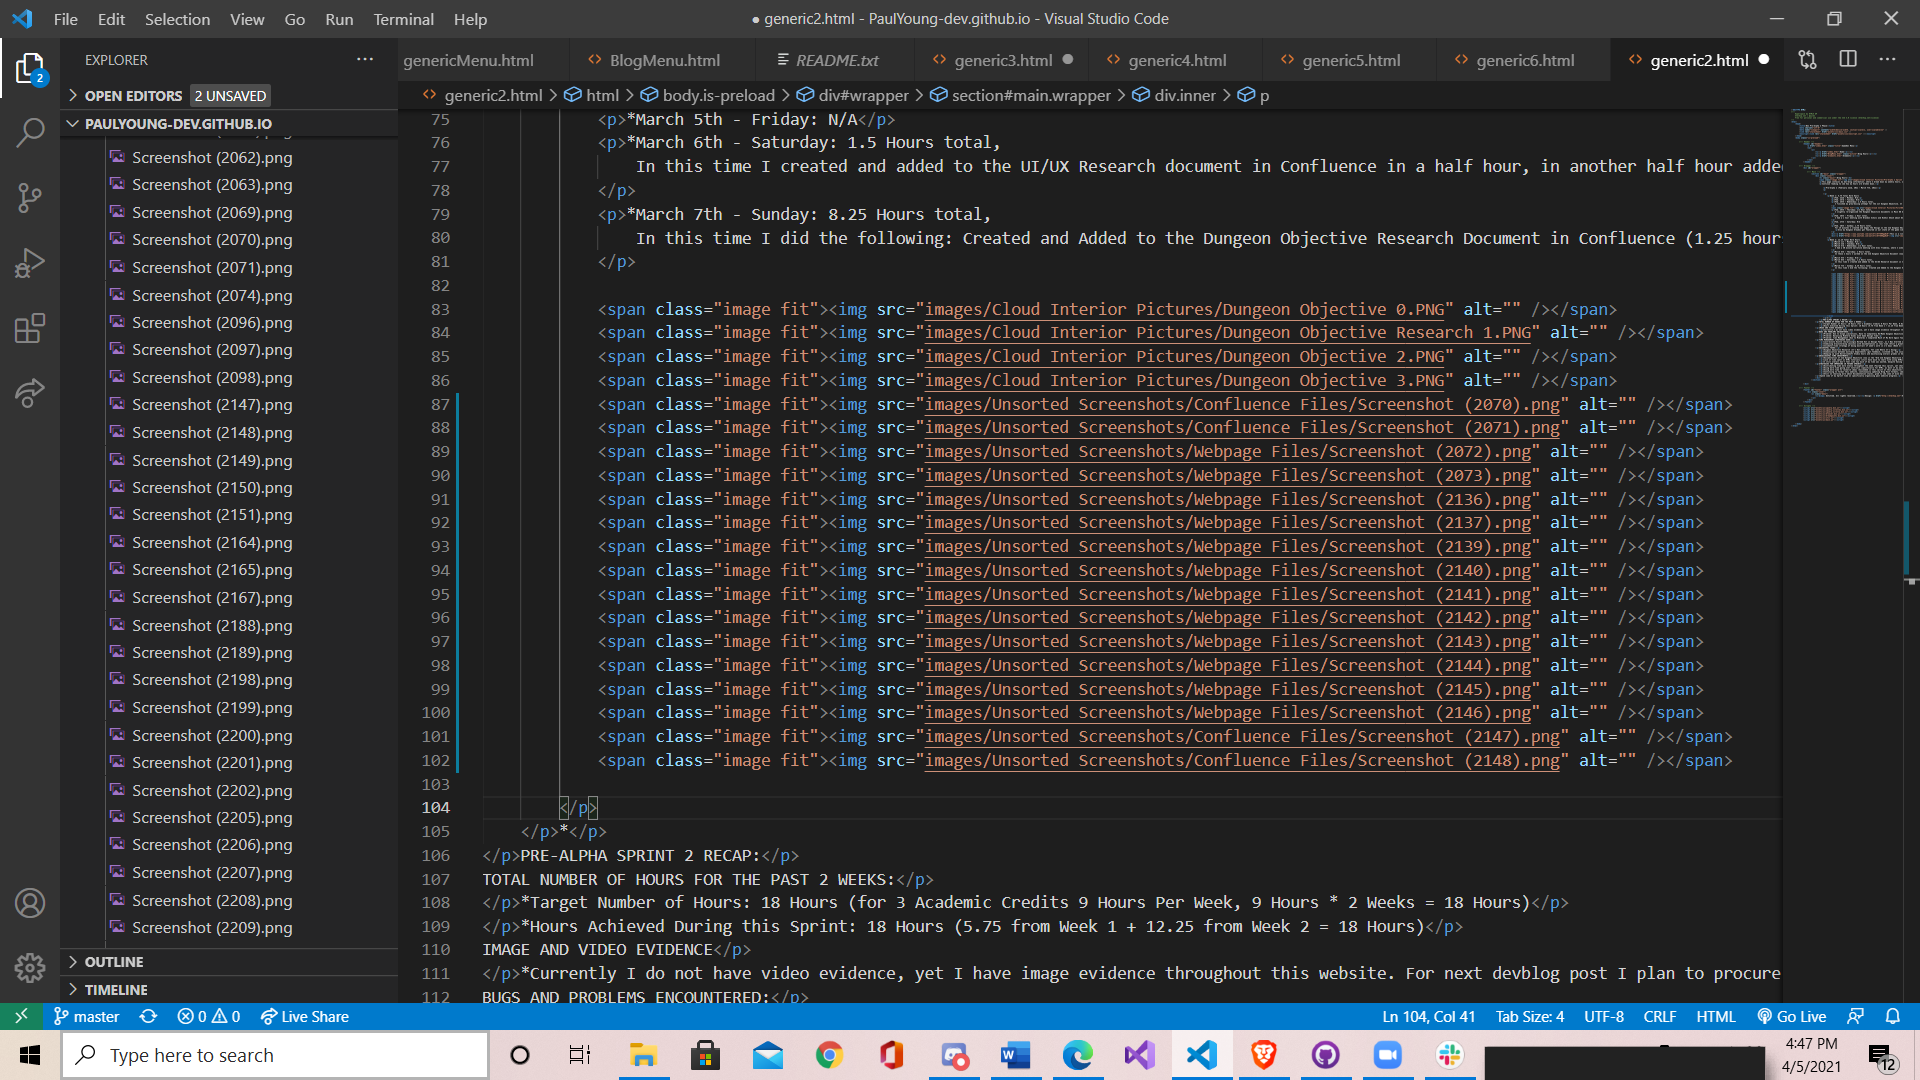 File Edit Selection View Go Run Terminal Help
● generic2.html - PaulYoung-dev.github.io - Visual Studio Code
EXPLORER
genericMenu.html BlogMenu.html README.txt generic3.html generic4.html generic5.html generic6.html generic2.html
2
OPEN EDITORS 2 UNSAVED
generic2.html > html > body.is-preload > div#wrapper > section#main.wrapper > div.inner > p
PAULYOUNG-DEV.GITHUB.IO
Screenshot (2062).png
Screenshot (2063).png
Screenshot (2069).png
Screenshot (2070).png
Screenshot (2071).png
Screenshot (2074).png
Screenshot (2096).png
Screenshot (2097).png
Screenshot (2098).png
Screenshot (2147).png
Screenshot (2148).png
Screenshot (2149).png
Screenshot (2150).png
Screenshot (2151).png
Screenshot (2164).png
Screenshot (2165).png
Screenshot (2167).png
Screenshot (2188).png
Screenshot (2189).png
Screenshot (2198).png
Screenshot (2199).png
Screenshot (2200).png
Screenshot (2201).png
Screenshot (2202).png
Screenshot (2205).png
Screenshot (2206).png
Screenshot (2207).png
Screenshot (2208).png
Screenshot (2209).png
OUTLINE
TIMELINE
75 <p>*March 5th - Friday: N/A</p>
76 <p>*March 6th - Saturday: 1.5 Hours total,
77 In this time I created and added to the UI/UX Research document in Confluence in a half hour, in another half hour adde
78 </p>
79 <p>*March 7th - Sunday: 8.25 Hours total,
80 In this time I did the following: Created and Added to the Dungeon Objective Research Document in Confluence (1.25 hour
81 </p>
82
83 <span class="image fit"><img src="images/Cloud Interior Pictures/Dungeon Objective 0.PNG" alt="" /></span>
84 <span class="image fit"><img src="images/Cloud Interior Pictures/Dungeon Objective Research 1.PNG" alt="" /></span>
85 <span class="image fit"><img src="images/Cloud Interior Pictures/Dungeon Objective 2.PNG" alt="" /></span>
86 <span class="image fit"><img src="images/Cloud Interior Pictures/Dungeon Objective 3.PNG" alt="" /></span>
87 <span class="image fit"><img src="images/Unsorted Screenshots/Confluence Files/Screenshot (2070).png" alt="" /></span>
88 <span class="image fit"><img src="images/Unsorted Screenshots/Confluence Files/Screenshot (2071).png" alt="" /></span>
89 <span class="image fit"><img src="images/Unsorted Screenshots/Webpage Files/Screenshot (2072).png" alt="" /></span>
90 <span class="image fit"><img src="images/Unsorted Screenshots/Webpage Files/Screenshot (2073).png" alt="" /></span>
91 <span class="image fit"><img src="images/Unsorted Screenshots/Webpage Files/Screenshot (2136).png" alt="" /></span>
92 <span class="image fit"><img src="images/Unsorted Screenshots/Webpage Files/Screenshot (2137).png" alt="" /></span>
93 <span class="image fit"><img src="images/Unsorted Screenshots/Webpage Files/Screenshot (2139).png" alt="" /></span>
94 <span class="image fit"><img src="images/Unsorted Screenshots/Webpage Files/Screenshot (2140).png" alt="" /></span>
95 <span class="image fit"><img src="images/Unsorted Screenshots/Webpage Files/Screenshot (2141).png" alt="" /></span>
96 <span class="image fit"><img src="images/Unsorted Screenshots/Webpage Files/Screenshot (2142).png" alt="" /></span>
97 <span class="image fit"><img src="images/Unsorted Screenshots/Webpage Files/Screenshot (2143).png" alt="" /></span>
98 <span class="image fit"><img src="images/Unsorted Screenshots/Webpage Files/Screenshot (2144).png" alt="" /></span>
99 <span class="image fit"><img src="images/Unsorted Screenshots/Webpage Files/Screenshot (2145).png" alt="" /></span>
100 <span class="image fit"><img src="images/Unsorted Screenshots/Webpage Files/Screenshot (2146).png" alt="" /></span>
101 <span class="image fit"><img src="images/Unsorted Screenshots/Confluence Files/Screenshot (2147).png" alt="" /></span>
102 <span class="image fit"><img src="images/Unsorted Screenshots/Confluence Files/Screenshot (2148).png" alt="" /></span>
103
104 </p>
105 </p>*</p>
106 </p>PRE-ALPHA SPRINT 2 RECAP:</p>
107 TOTAL NUMBER OF HOURS FOR THE PAST 2 WEEKS:</p>
108 </p>*Target Number of Hours: 18 Hours (for 3 Academic Credits 9 Hours Per Week, 9 Hours * 2 Weeks = 18 Hours)</p>
109 </p>*Hours Achieved During this Sprint: 18 Hours (5.75 from Week 1 + 12.25 from Week 2 = 18 Hours)</p>
110 IMAGE AND VIDEO EVIDENCE</p>
111 </p>*Currently I do not have video evidence, yet I have image evidence throughout this website. For next devblog post I plan to procure
112 BUGS AND PROBLEMS ENCOUNTERED:</p>
master 0 0 Live Share Ln 104, Col 41 Tab Size: 4 UTF-8 CRLF HTML Go Live
Type here to search
4:47 PM
4/5/2021
12